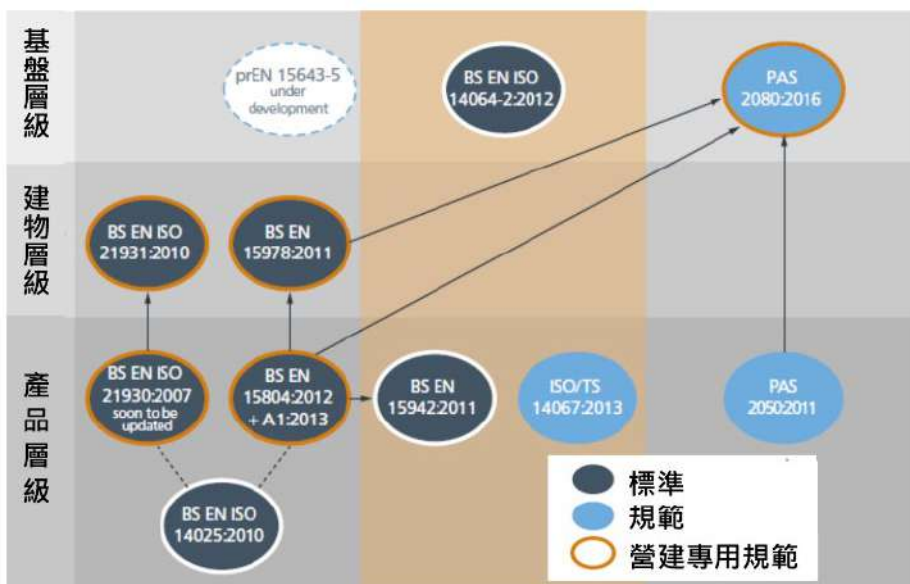 基盤層級
prEN 15643-5
under
development
BS EN ISO
14064-2:2012
PAS
2080:2016
建物層級
BS EN ISO
21931:2010
BS EN
15978:2011
產品層級
BS EN ISO
21930:2007
soon to be
updated
BS EN
15804:2012
+ A1:2013
BS EN
15942:2011
ISO/TS
14067:2013
PAS
2050:2011
BS EN ISO
14025:2010
標準
規範
營建專用規範